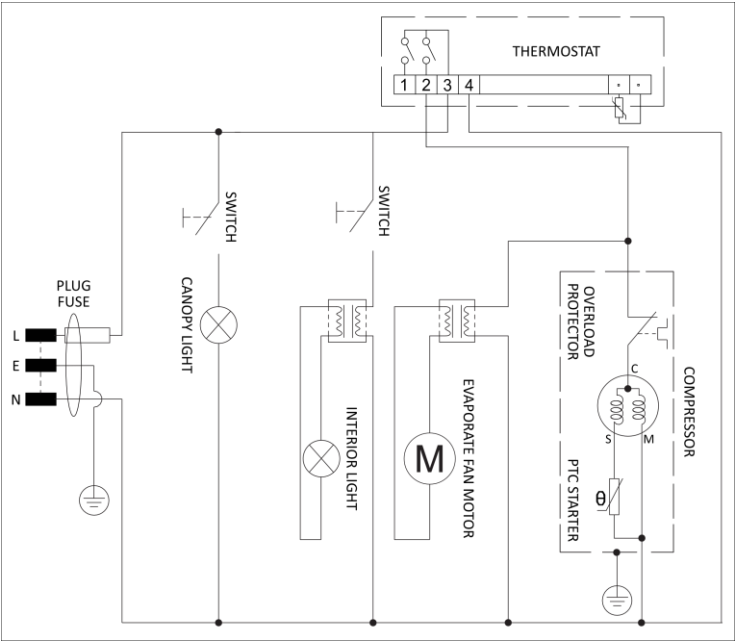 THERMOSTAT
1 2 3 4 * *
SWITCH
SWITCH
PLUG
FUSE
CANOPY LIGHT
OVERLOAD
PROTECTOR
L
E
N
C
COMPRESSOR
EVAPORATE FAN MOTOR
INTERIOR LIGHT
M
S
M
PTC STARTER
θ